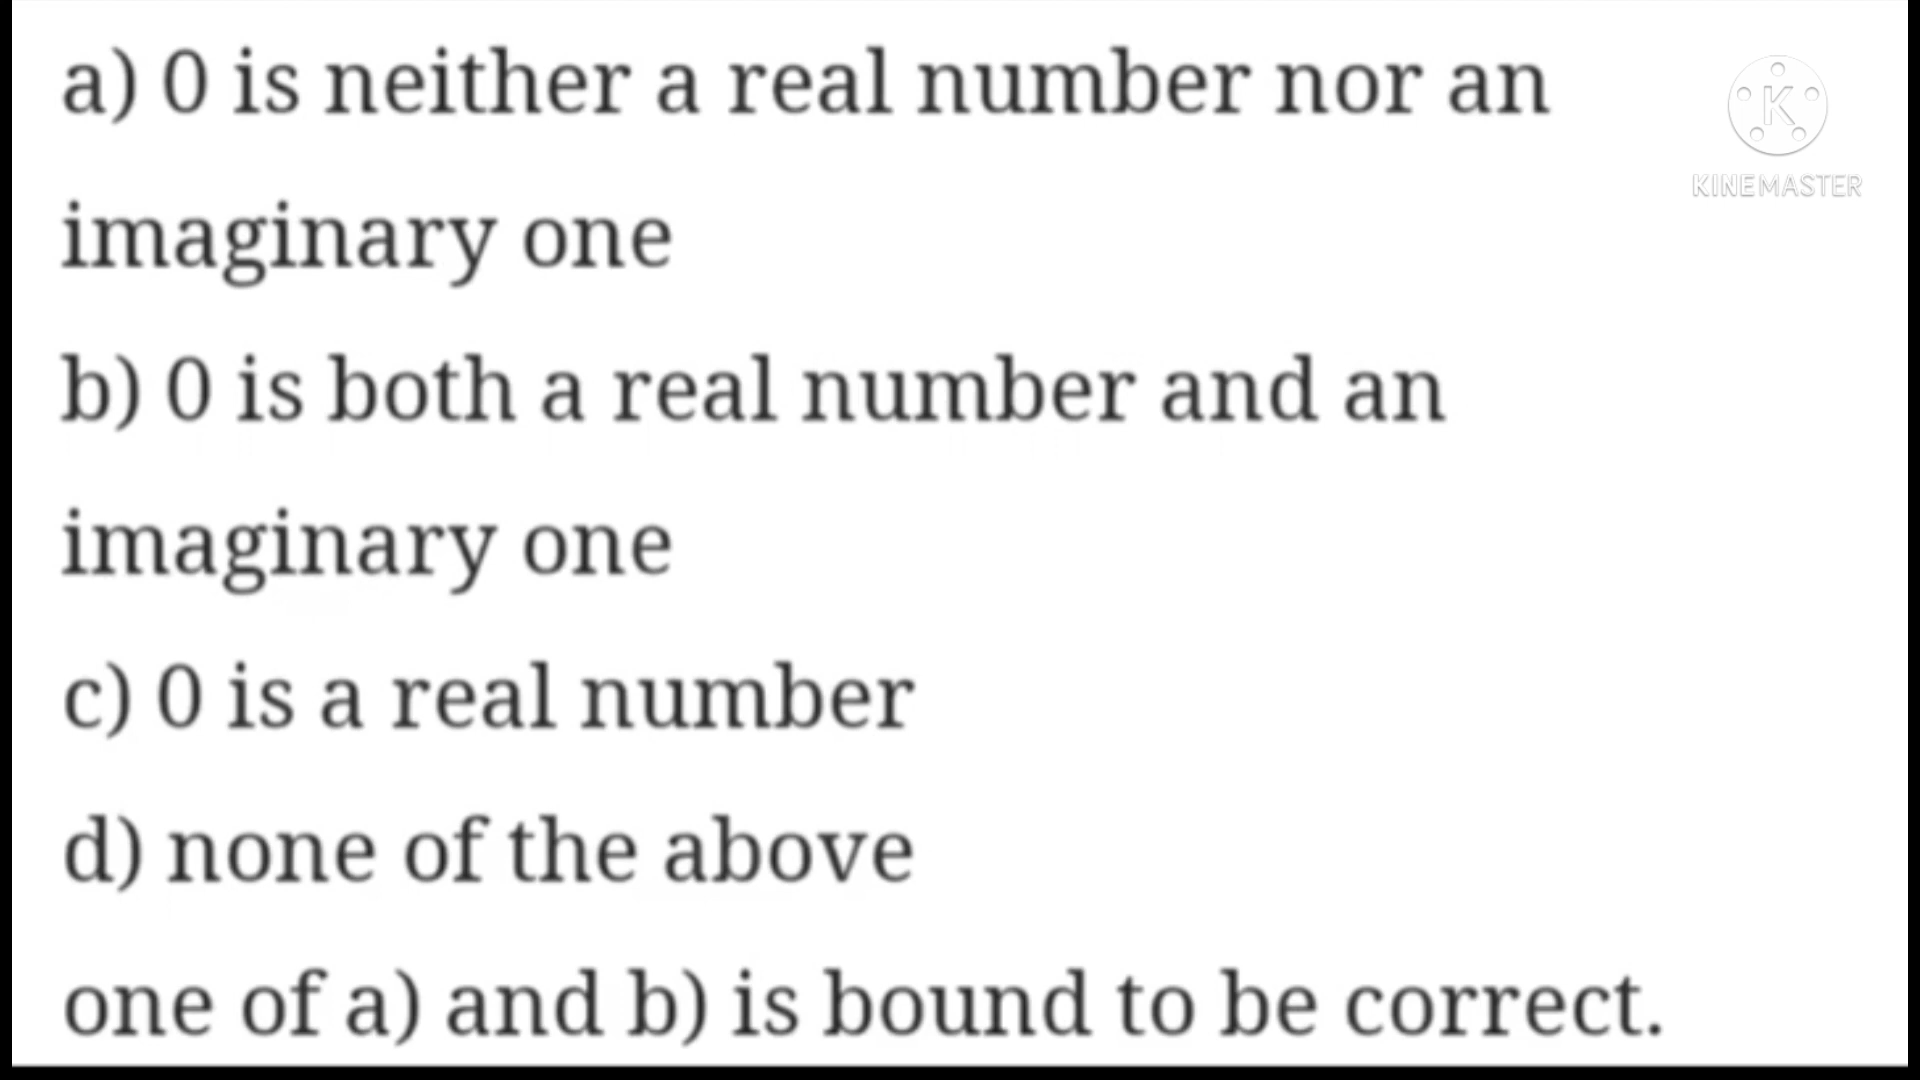 a) 0 is neither a real number nor an
imaginary one
b) 0 is both a real number and an
imaginary one
c) 0 is a real number
d) none of the above
one of a) and b) is bound to be correct.
K
KINEMASTER